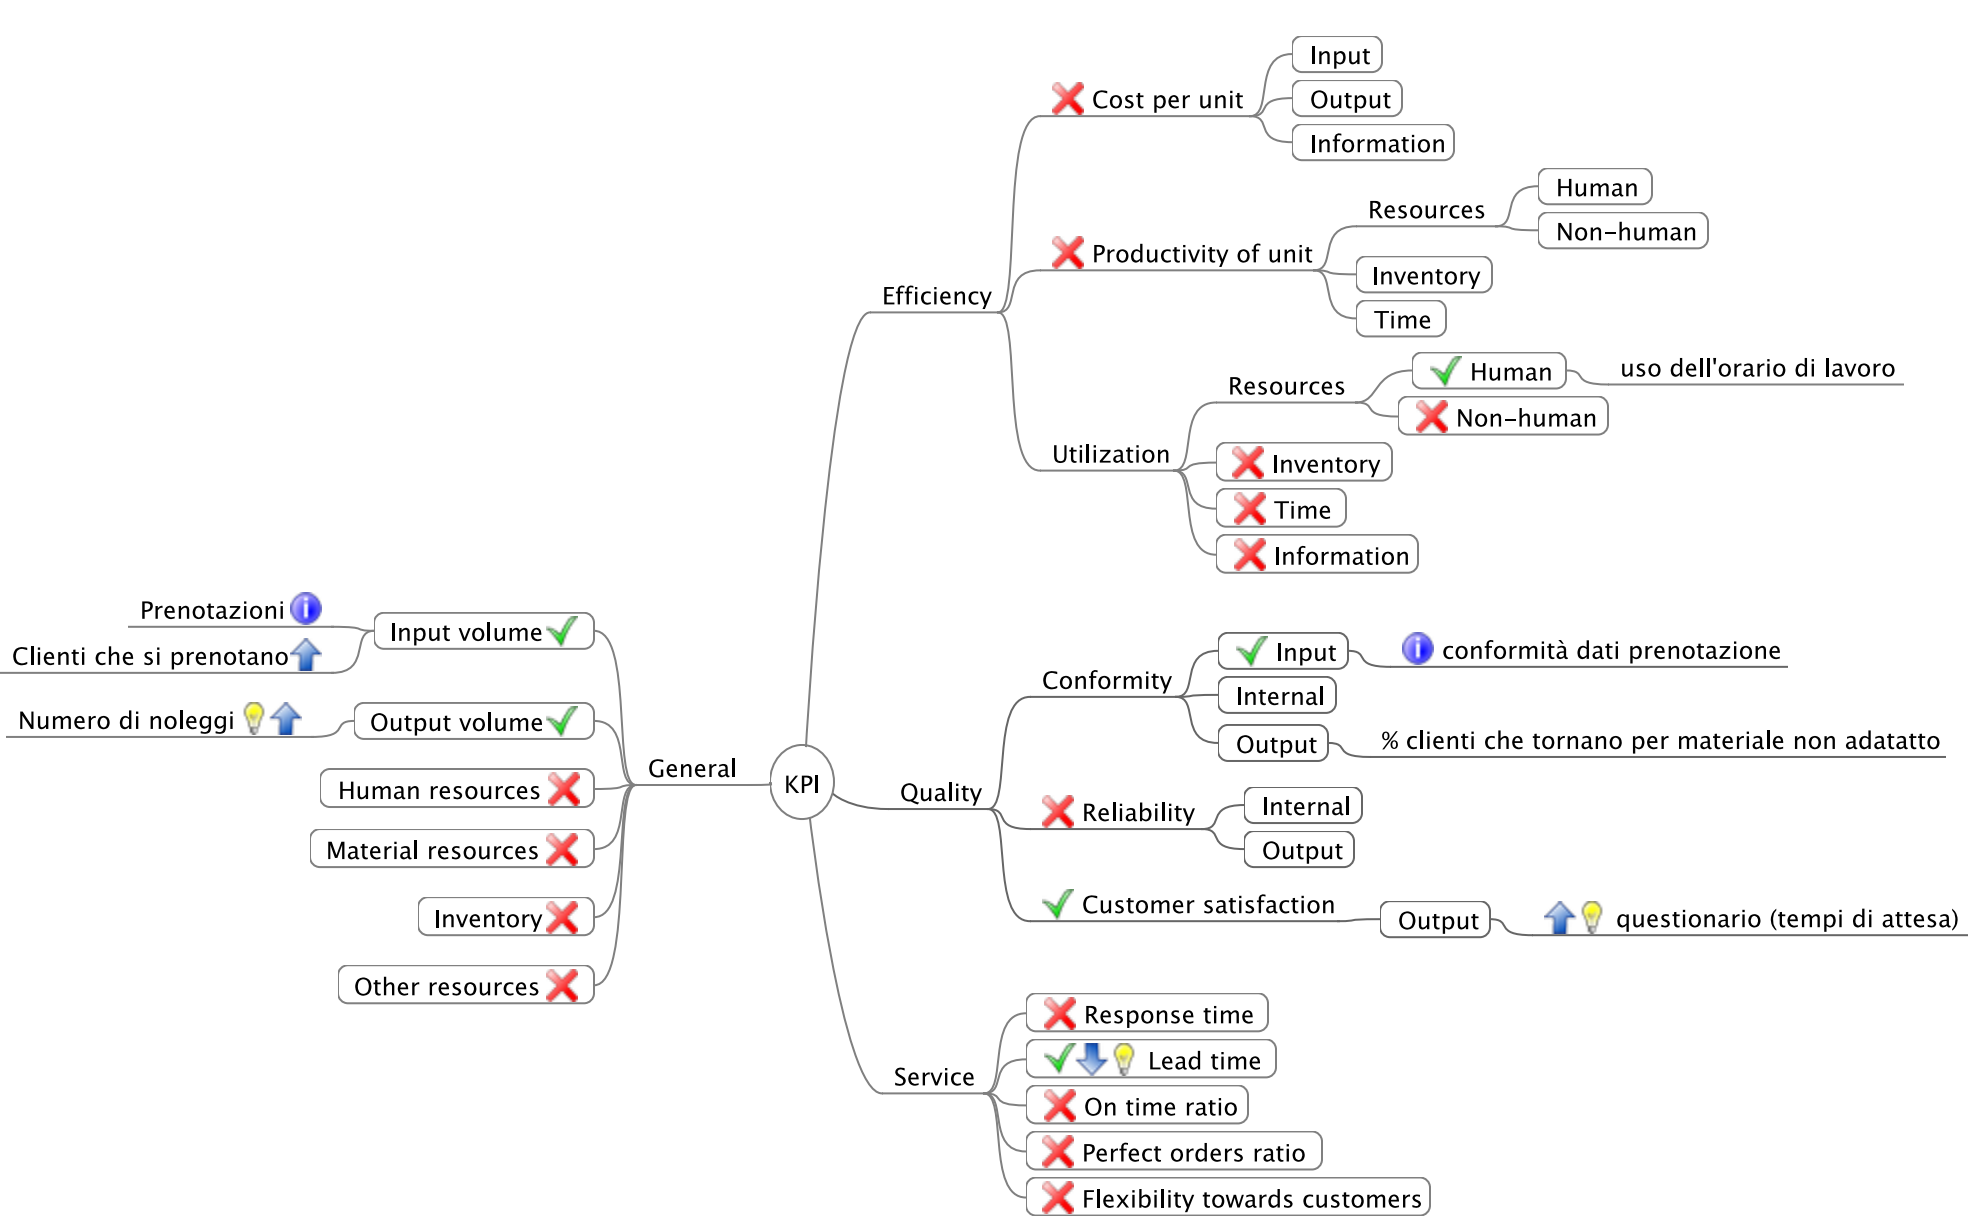 KPI
General
Input volume
Prenotazioni
Clienti che si prenotano
Output volume
Numero di noleggi
Human resources
Material resources
Inventory
Other resources
Efficiency
Cost per unit
Input
Output
Information
Productivity of unit
Resources
Human
Non-human
Inventory
Time
Utilization
Resources
Human
uso dell'orario di lavoro
Non-human
Inventory
Time
Information
Quality
Conformity
Input
conformità dati prenotazione
Internal
Output
% clienti che tornano per materiale non adatatto
Reliability
Internal
Output
Customer satisfaction
Output
questionario (tempi di attesa)
Service
Response time
Lead time
On time ratio
Perfect orders ratio
Flexibility towards customers